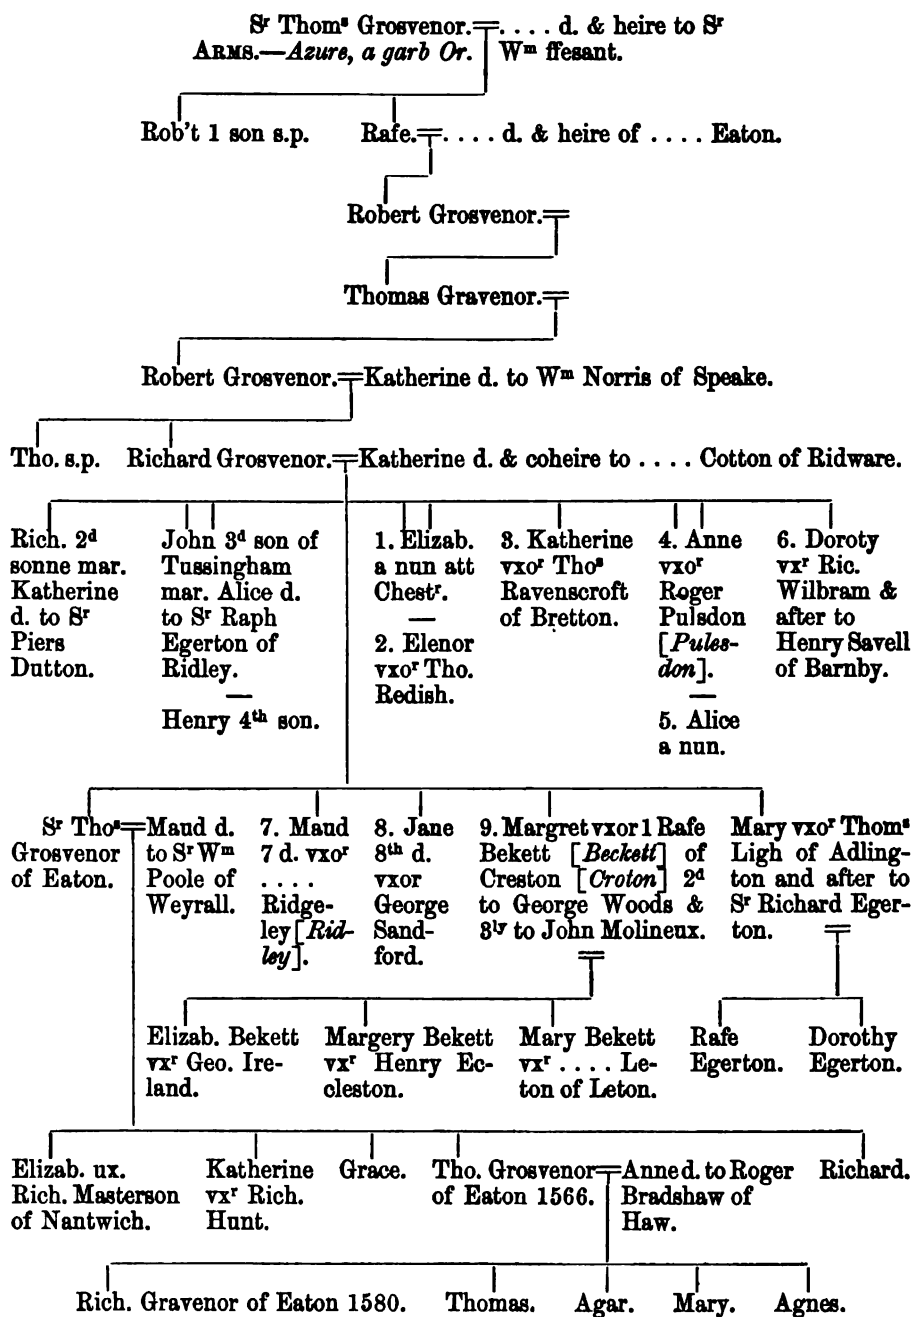 Sʳ Thomˢ Grosvenor.=. . . . d. & heire to Sʳ
ARMS.—Azure, a garb Or. Wᵐ ffesant.
Rob't 1 son s.p. Rafe.=. . . . d. & heire of . . . . Eaton.
Robert Grosvenor.=
Thomas Gravenor.=
Robert Grosvenor.=Katherine d. to Wᵐ Norris of Speake.
Tho. s.p. Richard Grosvenor.=Katherine d. & coheire to . . . . Cotton of Ridware.
Rich. 2ᵈ
sonne mar.
Katherine
d. to Sʳ
Piers
Dutton.
John 3ᵈ son of
Tussingham
mar. Alice d.
to Sʳ Raph
Egerton of
Ridley.
—
Henry 4ᵗʰ son.
1. Elizab.
a nun att
Chestʳ.
—
2. Elenor
vxoʳ Tho.
Redish.
3. Katherine
vxoʳ Thoˢ
Ravenscroft
of Bretton.
4. Anne
vxoʳ
Roger
Pulsdon
[Pules-
don].
—
5. Alice
a nun.
6. Doroty
vxʳ Ric.
Wilbram &
after to
Henry Savell
of Barnby.
Sʳ Thoˢ=
Grosvenor
of Eaton.
Maud d.
to Sʳ Wᵐ
Poole of
Weyrall.
7. Maud
7 d. vxoʳ
. . . .
Ridge-
ley [Rid-
ley].
8. Jane
8ᵗʰ d.
vxor
George
Sand-
ford.
9. Margret vxor 1 Rafe
Bekett [Beckett] of
Creston [Croton] 2ᵈ
to George Woods &
3ˡʸ to John Molineux.
=
Mary vxoʳ Thomˢ
Ligh of Adling-
ton and after to
Sʳ Richard Eger-
ton. =
Elizab. Bekett
vxʳ Geo. Ire-
land.
Margery Bekett
vxʳ Henry Ec-
cleston.
Mary Bekett
vxʳ . . . . Le-
ton of Leton.
Rafe
Egerton.
Dorothy
Egerton.
Elizab. ux.
Rich. Masterson
of Nantwich.
Katherine
vxʳ Rich.
Hunt.
Grace.
Tho. Grosvenor=
of Eaton 1566.
Anne d. to Roger
Bradshaw of
Haw.
Richard.
Rich. Gravenor of Eaton 1580. Thomas. Agar. Mary. Agnes.